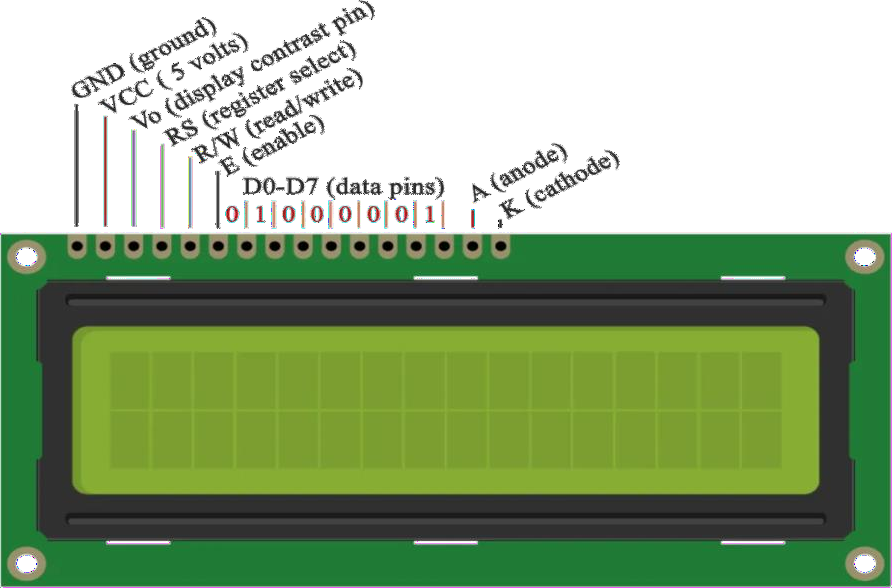 GND (ground)
VCC ( 5 volts)
Vo (display contrast pin)
RS (register select)
R/W (read/write)
E (enable)
D0-D7 (data pins)
0 1 0 0 0 0 0 1
A (anode)
K (cathode)